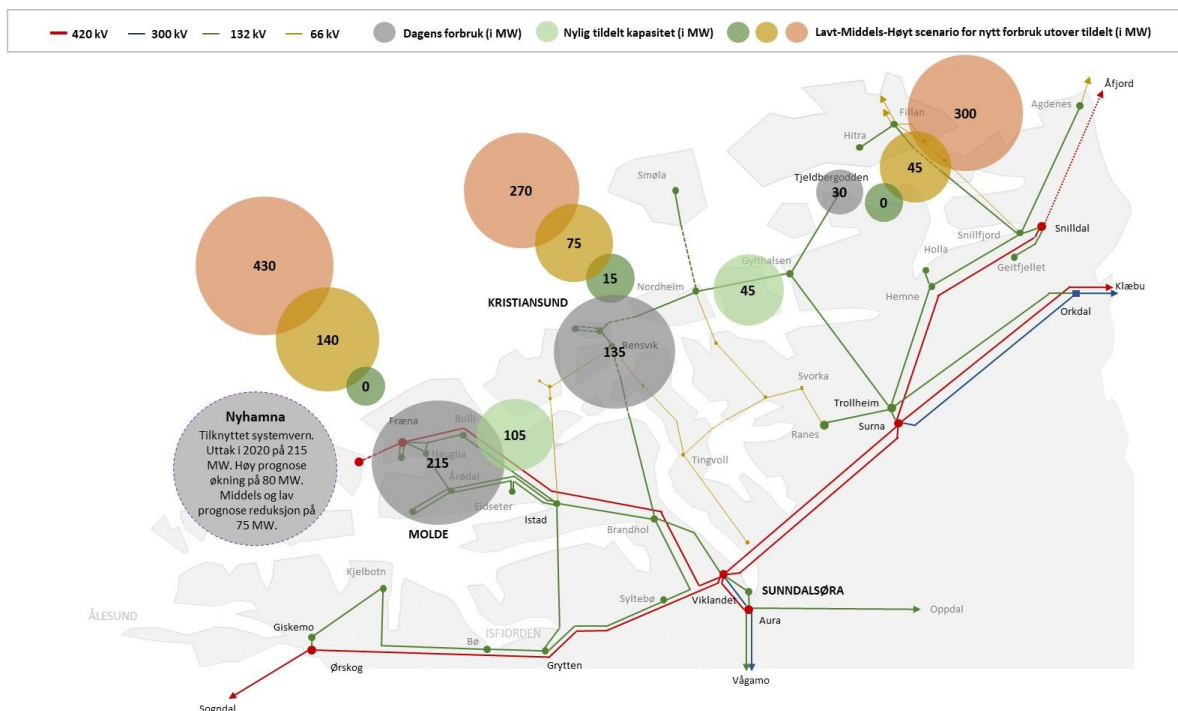 420 kV
300 kV
132 kV
66 kV
Dagens forbruk (i MW)
Nylig tildelt kapasitet (i MW)
Lavt-Middels-Høyt scenario for nytt forbruk utover tildelt (i MW)
Åfjord
Agdenes
Fillan
300
Hitra
45
Tjeldbergodden
30
0
Smøla
270
75
15
Snillfjord
Snilldal
Holla
Geitfjellet
Gylthalsen
Nordheim
45
Hemne
Klæbu
Orkdal
430
KRISTIANSUND
140
Rensvik
135
0
Svorka
Trollheim
Surna
Ranes
Nyhamna
Tilknyttet systemvern.
Uttak i 2020 på 215
MW. Høy prognose
økning på 80 MW.
Middels og lav
prognose reduksjon på
75 MW.
Fræna
Bolli
105
Hauglia
215
Årødal
Eidseter
Istad
Tingvoll
MOLDE
Brandhol
Kjelbotn
Viklandet
SUNNDALSØRA
Syltebø
Aura
Oppdal
ÅLESUND
Giskemo
ISFJORDEN
Bø
Ørskog
Grytten
Vågamo
Sogndal